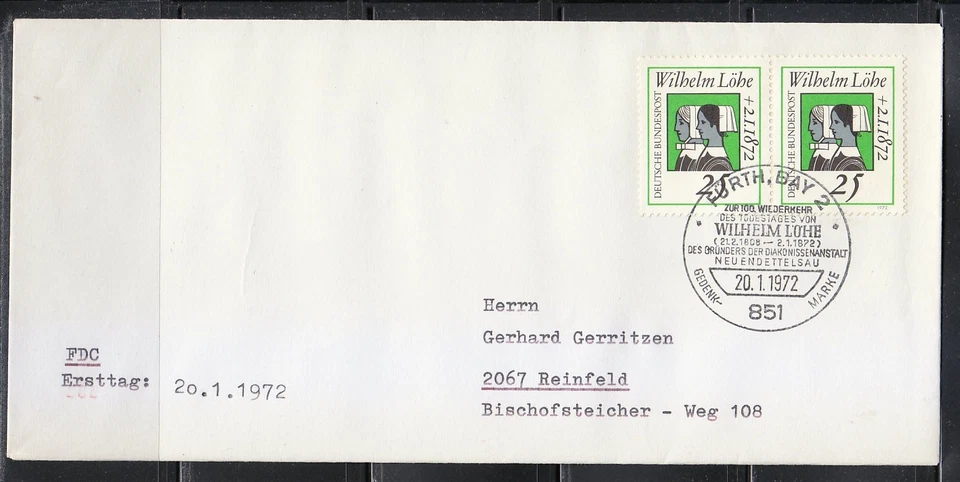 Wilhelm Löhe
DEUTSCHE BUNDESPOST
+2.1.1872
25
Wilhelm Löhe
DEUTSCHE BUNDESPOST
+2.1.1872
25
1972
FÜRTH, BAY 2
ZUR 100. WIEDERKEHR
DES TODESTAGES VON
WILHELM LÖHE
(21.2.1808 — 2.1.1872)
DES GRÜNDERS DER DIAKONISSENANSTALT
NEUENDETTELSAU
20.1.1972
GEDENK-
MARKE
851
Herrn
Gerhard Gerritzen
2067 Reinfeld
Bischofsteicher - Weg 108
FDC
Ersttag:
2o.1.1972